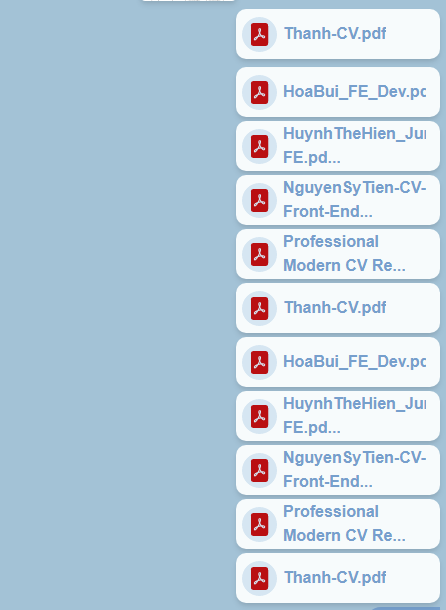 Thanh-CV.pdf
HoaBui_FE_Dev.pc
HuynhTheHien_Jur
FE.pd...
NguyenSyTien-CV-
Front-End...
Professional
Modern CV Re...
Thanh-CV.pdf
HoaBui_FE_Dev.pc
HuynhTheHien_Jur
FE.pd...
NguyenSyTien-CV-
Front-End...
Professional
Modern CV Re...
Thanh-CV.pdf